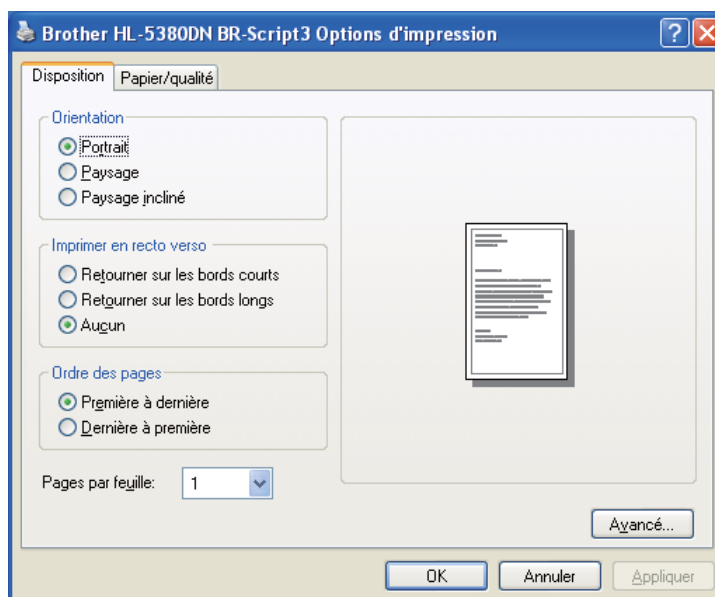 Brother HL-5380DN BR-Script3 Options d'impression
Disposition
Papier/qualité
Orientation
Portrait
Paysage
Paysage incliné
Imprimer en recto verso
Retourner sur les bords courts
Retourner sur les bords longs
Aucun
Ordre des pages
Première à dernière
Dernière à première
Pages par feuille:
1
Avancé...
OK
Annuler
Appliquer